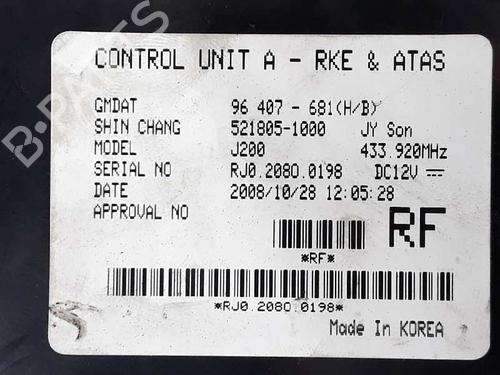 CONTROL UNIT A - RKE & ATAS
GMDAT 96 407 - 681(H/B)
SHIN CHANG 521805-1000 JY Son
MODEL J200 433.920MHz
SERIAL NO RJ0.2080.0198 DC12V
DATE 2008/10/28 12:05:28
APPROVAL NO
RF
*RF*
*RJ0.2080.0198*
Made In KOREA
B-PARTS